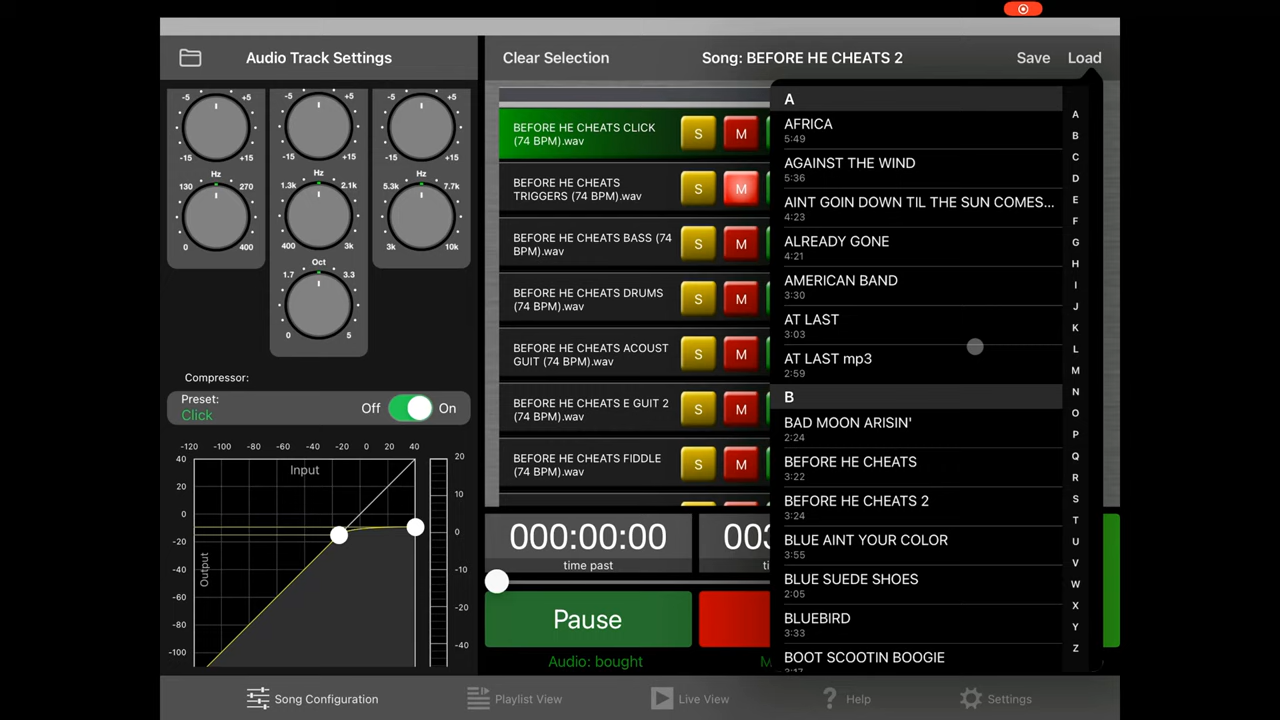 Audio Track Settings
Clear Selection
Song: BEFORE HE CHEATS 2
Save
Load
-5 +5
-15 +15
Hz
130 270
0 400
-5 +5
-15 +15
Hz
1.3k 2.1k
400 3k
Oct
1.7 3.3
0 5
-5 +5
-15 +15
Hz
5.3k 7.7k
3k 10k
Compressor:
Preset:
Click
Off
On
-120 -100 -80 -60 -40 -20 0 20 40
Input
Output
40
20
0
-20
-40
-60
-80
-100
20
10
0
-10
-20
-40
BEFORE HE CHEATS CLICK
(74 BPM).wav
S M
BEFORE HE CHEATS
TRIGGERS (74 BPM).wav
S M
BEFORE HE CHEATS BASS (74
BPM).wav
S M
BEFORE HE CHEATS DRUMS
(74 BPM).wav
S M
BEFORE HE CHEATS ACOUST
GUIT (74 BPM).wav
S M
BEFORE HE CHEATS E GUIT 2
(74 BPM).wav
S M
BEFORE HE CHEATS FIDDLE
(74 BPM).wav
S M
000:00:00
time past
00
Pause
Audio: bought
A
AFRICA
5:49
AGAINST THE WIND
5:36
AINT GOIN DOWN TIL THE SUN COMES...
4:23
ALREADY GONE
4:21
AMERICAN BAND
3:30
AT LAST
3:03
AT LAST mp3
2:59
B
BAD MOON ARISIN'
2:24
BEFORE HE CHEATS
3:22
BEFORE HE CHEATS 2
3:24
BLUE AINT YOUR COLOR
3:55
BLUE SUEDE SHOES
2:05
BLUEBIRD
3:33
BOOT SCOOTIN BOOGIE
A
B
C
D
E
F
G
H
I
J
K
L
M
N
O
P
Q
R
S
T
U
V
W
X
Y
Z
Song Configuration
Playlist View
Live View
? Help
Settings